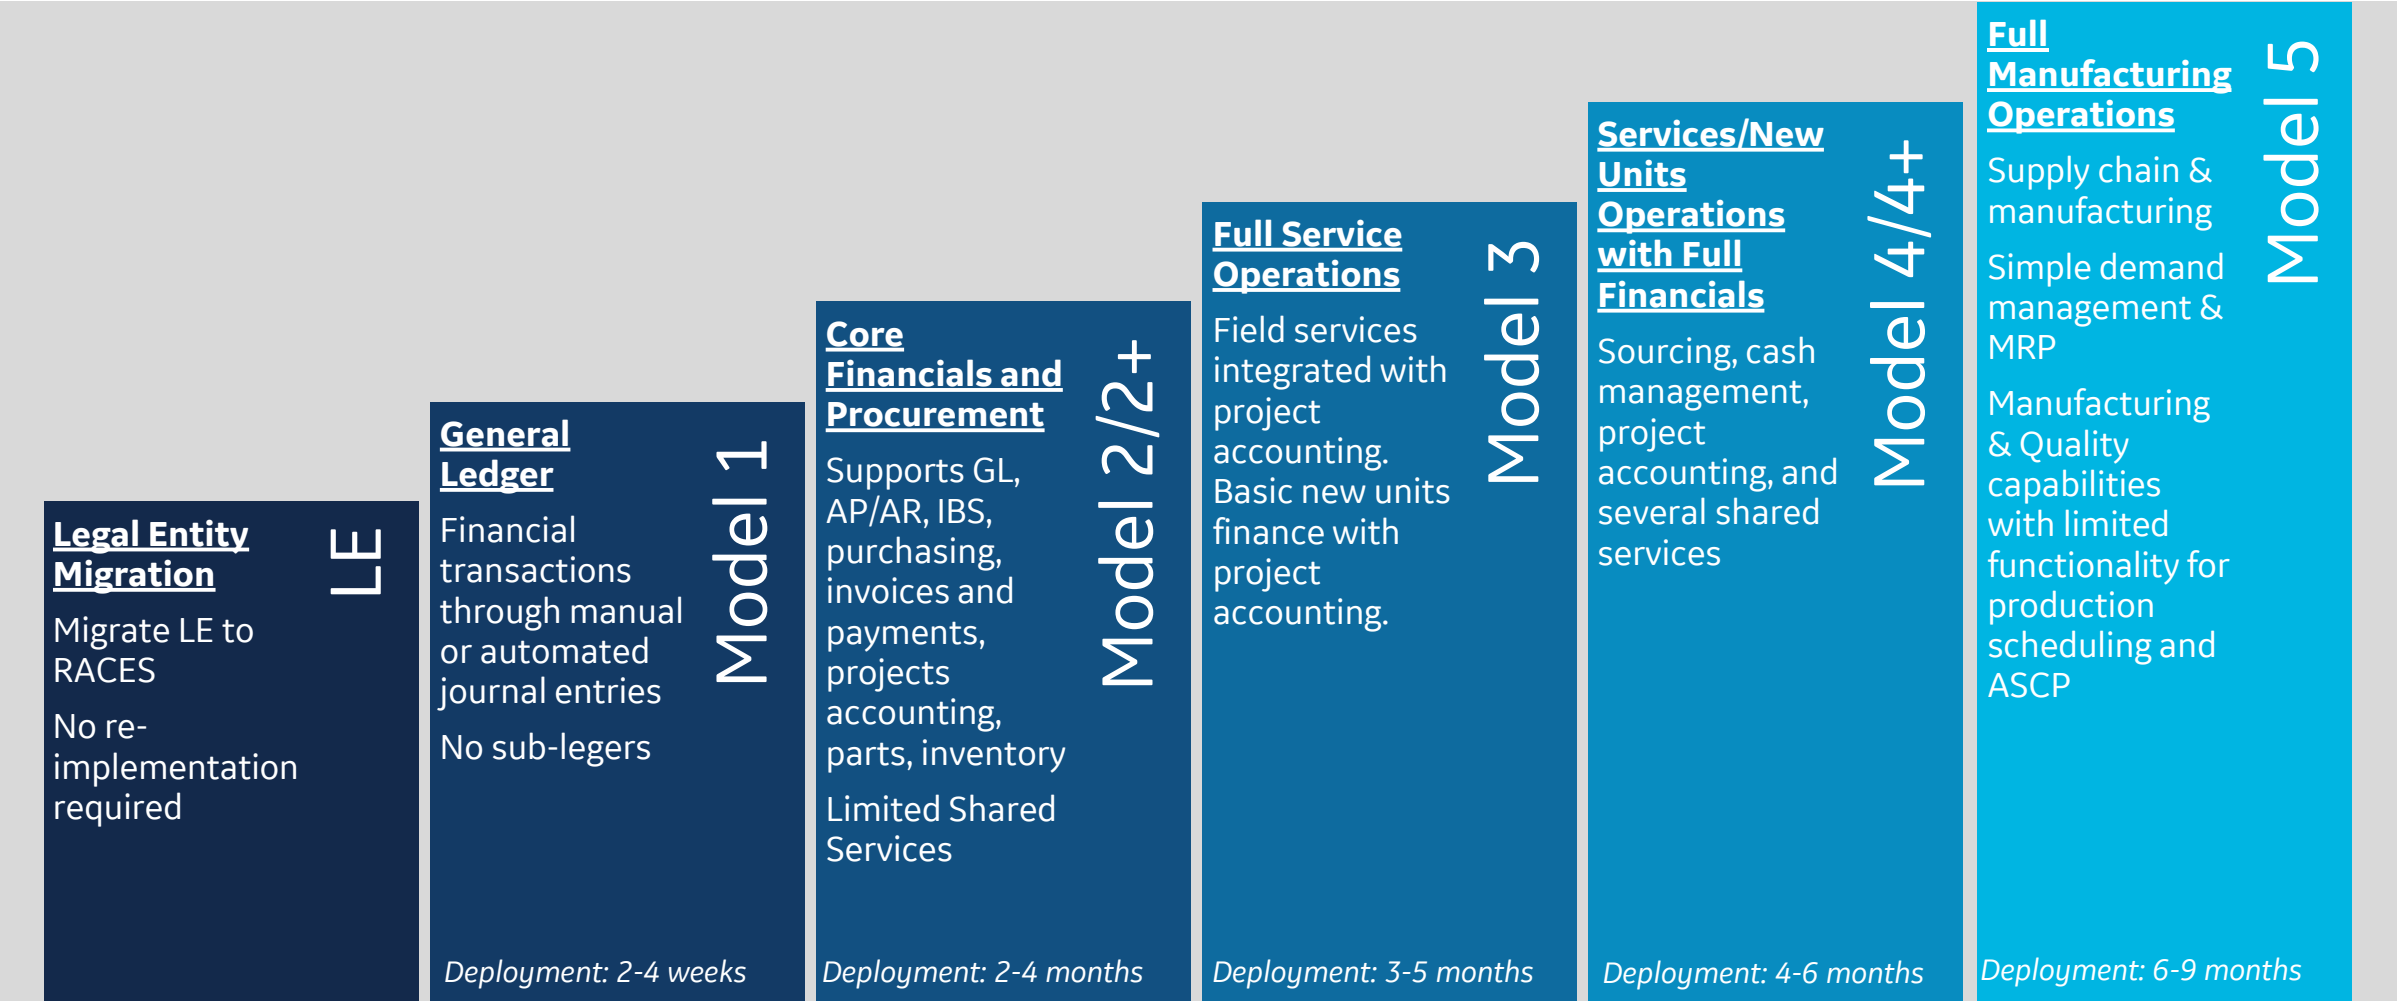 Legal Entity
Migration
LE
Migrate LE to
RACES
No re-
implementation
required
General
Ledger
Model 1
Financial
transactions
through manual
or automated
journal entries
No sub-legers
Deployment: 2-4 weeks
Core
Financials and
Procurement
Model 2/2+
Supports GL,
AP/AR, IBS,
purchasing,
invoices and
payments,
projects
accounting,
parts, inventory
Limited Shared
Services
Deployment: 2-4 months
Full Service
Operations
Model 3
Field services
integrated with
project
accounting.
Basic new units
finance with
project
accounting.
Deployment: 3-5 months
Services/New
Units
Operations
with Full
Financials
Model 4/4+
Sourcing, cash
management,
project
accounting, and
several shared
services
Deployment: 4-6 months
Full
Manufacturing
Operations
Model 5
Supply chain &
manufacturing
Simple demand
management &
MRP
Manufacturing
& Quality
capabilities
with limited
functionality for
production
scheduling and
ASCP
Deployment: 6-9 months